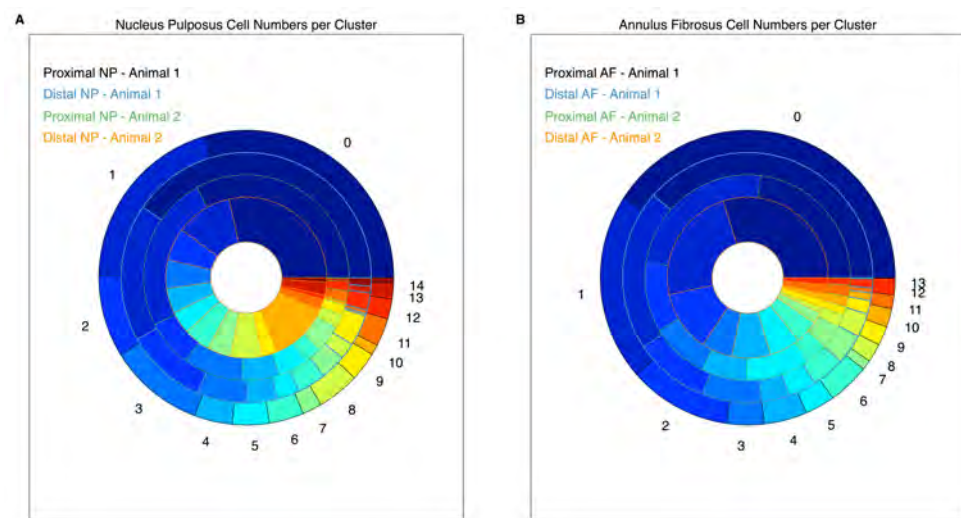 A
Nucleus Pulposus Cell Numbers per Cluster
Proximal NP - Animal 1
Distal NP - Animal 1
Proximal NP - Animal 2
Distal NP - Animal 2
0
1
2
3
4
5
6
7
8
9
10
11
12
13
14
B
Annulus Fibrosus Cell Numbers per Cluster
Proximal AF - Animal 1
Distal AF - Animal 1
Proximal AF - Animal 2
Distal AF - Animal 2
0
1
2
3
4
5
6
7
8
9
10
11
12
13